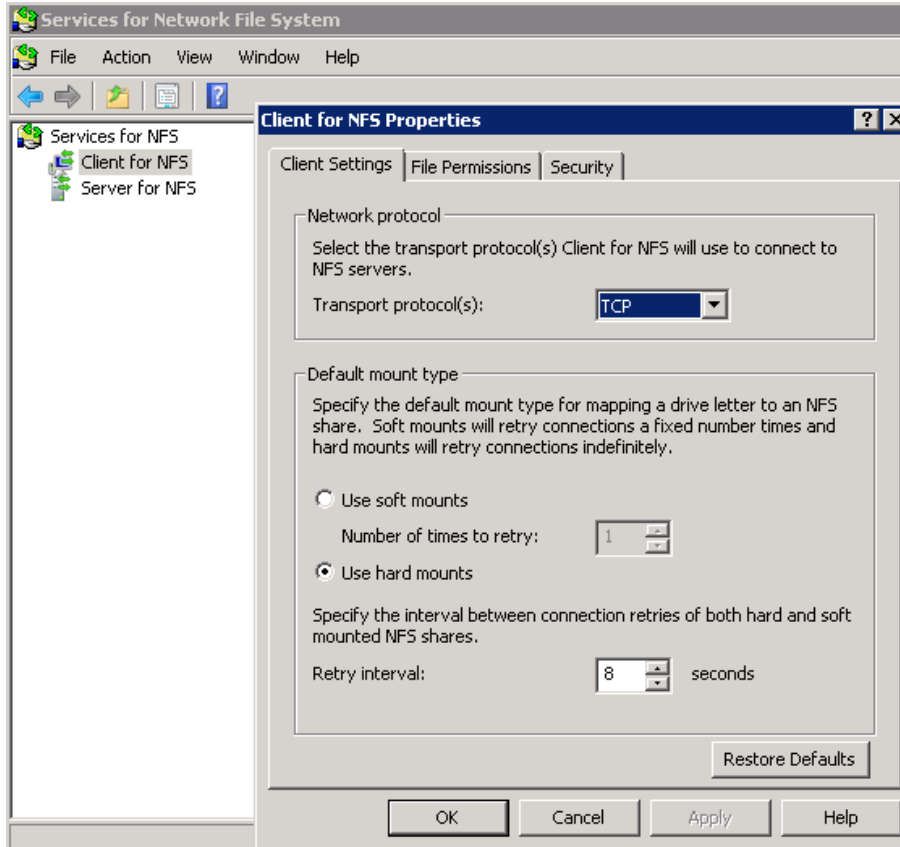 Services for Network File System
File Action View Window Help
Services for NFS
Client for NFS
Server for NFS
Client for NFS Properties
Client Settings File Permissions Security
Network protocol
Select the transport protocol(s) Client for NFS will use to connect to
NFS servers.
Transport protocol(s): TCP
Default mount type
Specify the default mount type for mapping a drive letter to an NFS
share. Soft mounts will retry connections a fixed number times and
hard mounts will retry connections indefinitely.
Use soft mounts
Number of times to retry: 1
Use hard mounts
Specify the interval between connection retries of both hard and soft
mounted NFS shares.
Retry interval: 8 seconds
Restore Defaults
OK Cancel Apply Help